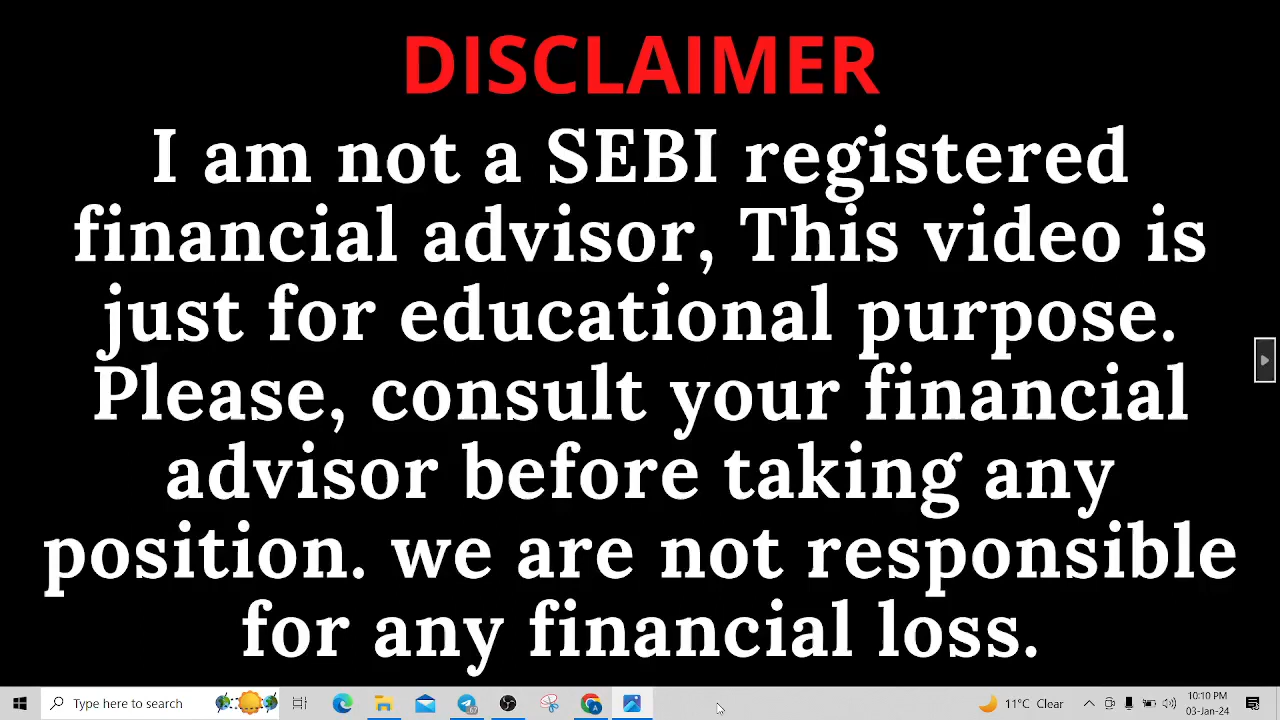 DISCLAIMER
I am not a SEBI registered
financial advisor, This video is
just for educational purpose.
Please, consult your financial
advisor before taking any
position. we are not responsible
for any financial loss.
Type here to search
11°C Clear
10:10 PM
03-Jan-24